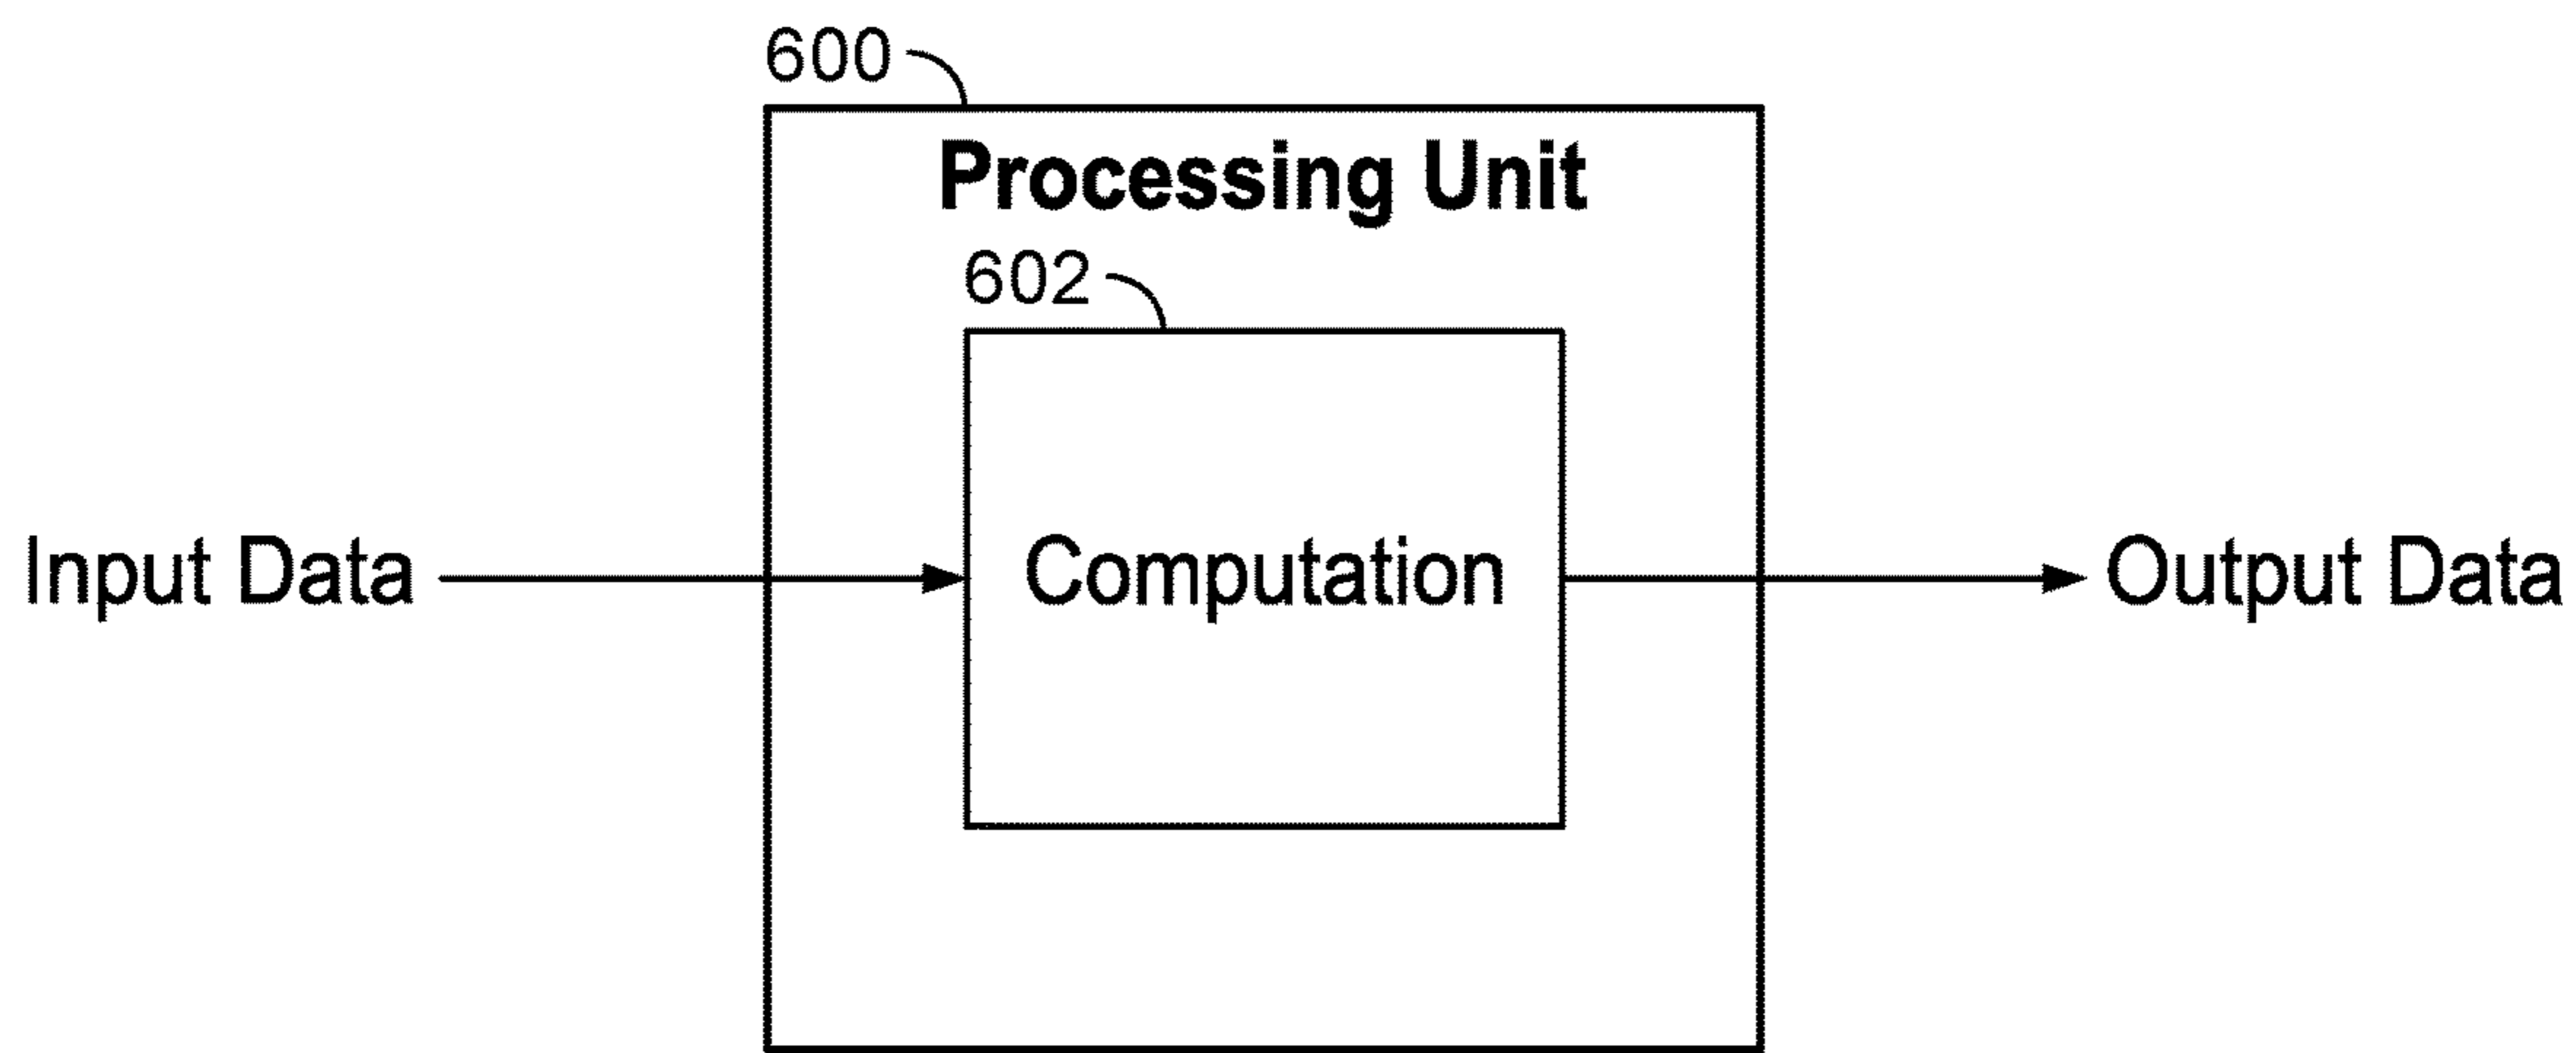 600
Processing Unit
602
Input Data
Computation
Output Data